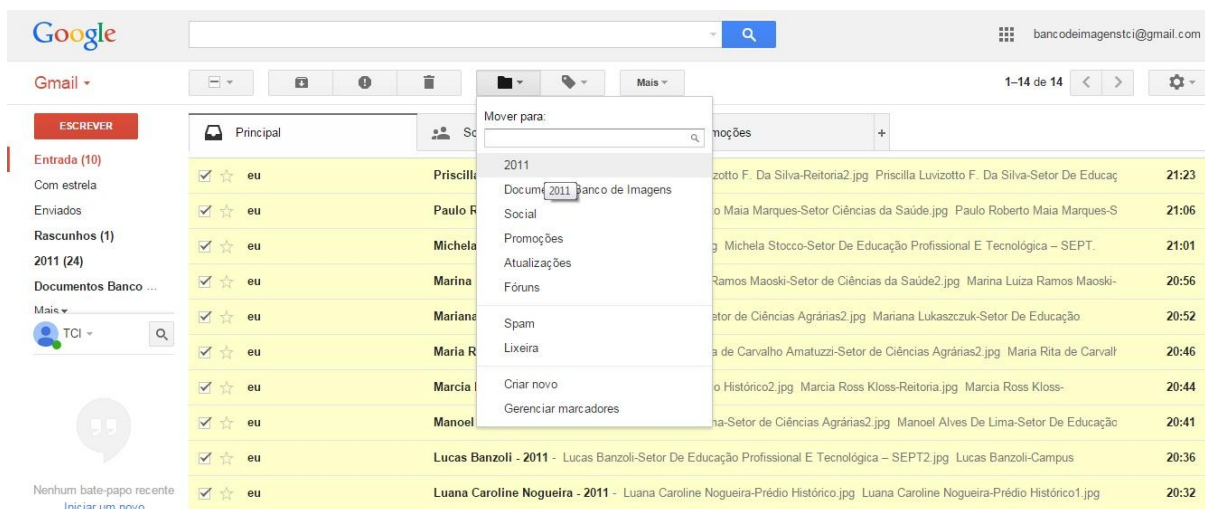 Google
bancodeimagenstci@gmail.com
Gmail
Mais
1–14 de 14
ESCREVER
Entrada (10)
Com estrela
Enviados
Rascunhos (1)
2011 (24)
Documentos Banco ...
Mais
TCI
Nenhum bate-papo recente
Iniciar um novo
Principal
So
moções
+
Mover para:
2011
Docume 2011 Banco de Imagens
Social
Promoções
Atualizações
Fóruns
Spam
Lixeira
Criar novo
Gerenciar marcadores
eu Priscilla zotto F. Da Silva-Reitoria2.jpg Priscilla Luvizotto F. Da Silva-Setor De Educaç 21:23
eu Paulo R o Maia Marques-Setor Ciências da Saúde.jpg Paulo Roberto Maia Marques-S 21:06
eu Michela g Michela Stocco-Setor De Educação Profissional E Tecnológica – SEPT. 21:01
eu Marina Ramos Maoski-Setor de Ciências da Saúde2.jpg Marina Luiza Ramos Maoski- 20:56
eu Mariana etor de Ciências Agrárias2.jpg Mariana Lukaszczuk-Setor De Educação 20:52
eu Maria R a de Carvalho Amatuzzi-Setor de Ciências Agrárias2.jpg Maria Rita de Carvalh 20:46
eu Marcia o Histórico2.jpg Marcia Ross Kloss-Reitoria.jpg Marcia Ross Kloss- 20:44
eu Manoel na-Setor de Ciências Agrárias2.jpg Manoel Alves De Lima-Setor De Educação 20:41
eu Lucas Banzoli - 2011 - Lucas Banzoli-Setor De Educação Profissional E Tecnológica – SEPT2.jpg Lucas Banzoli-Campus 20:36
eu Luana Caroline Nogueira - 2011 - Luana Caroline Nogueira-Prédio Histórico.jpg Luana Caroline Nogueira-Prédio Histórico1.jpg 20:32